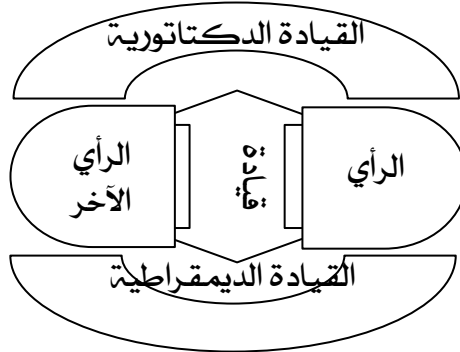 القيادة الدكتاتورية
الرأي
قيادة
الرأي
الآخر
القيادة الديمقراطية